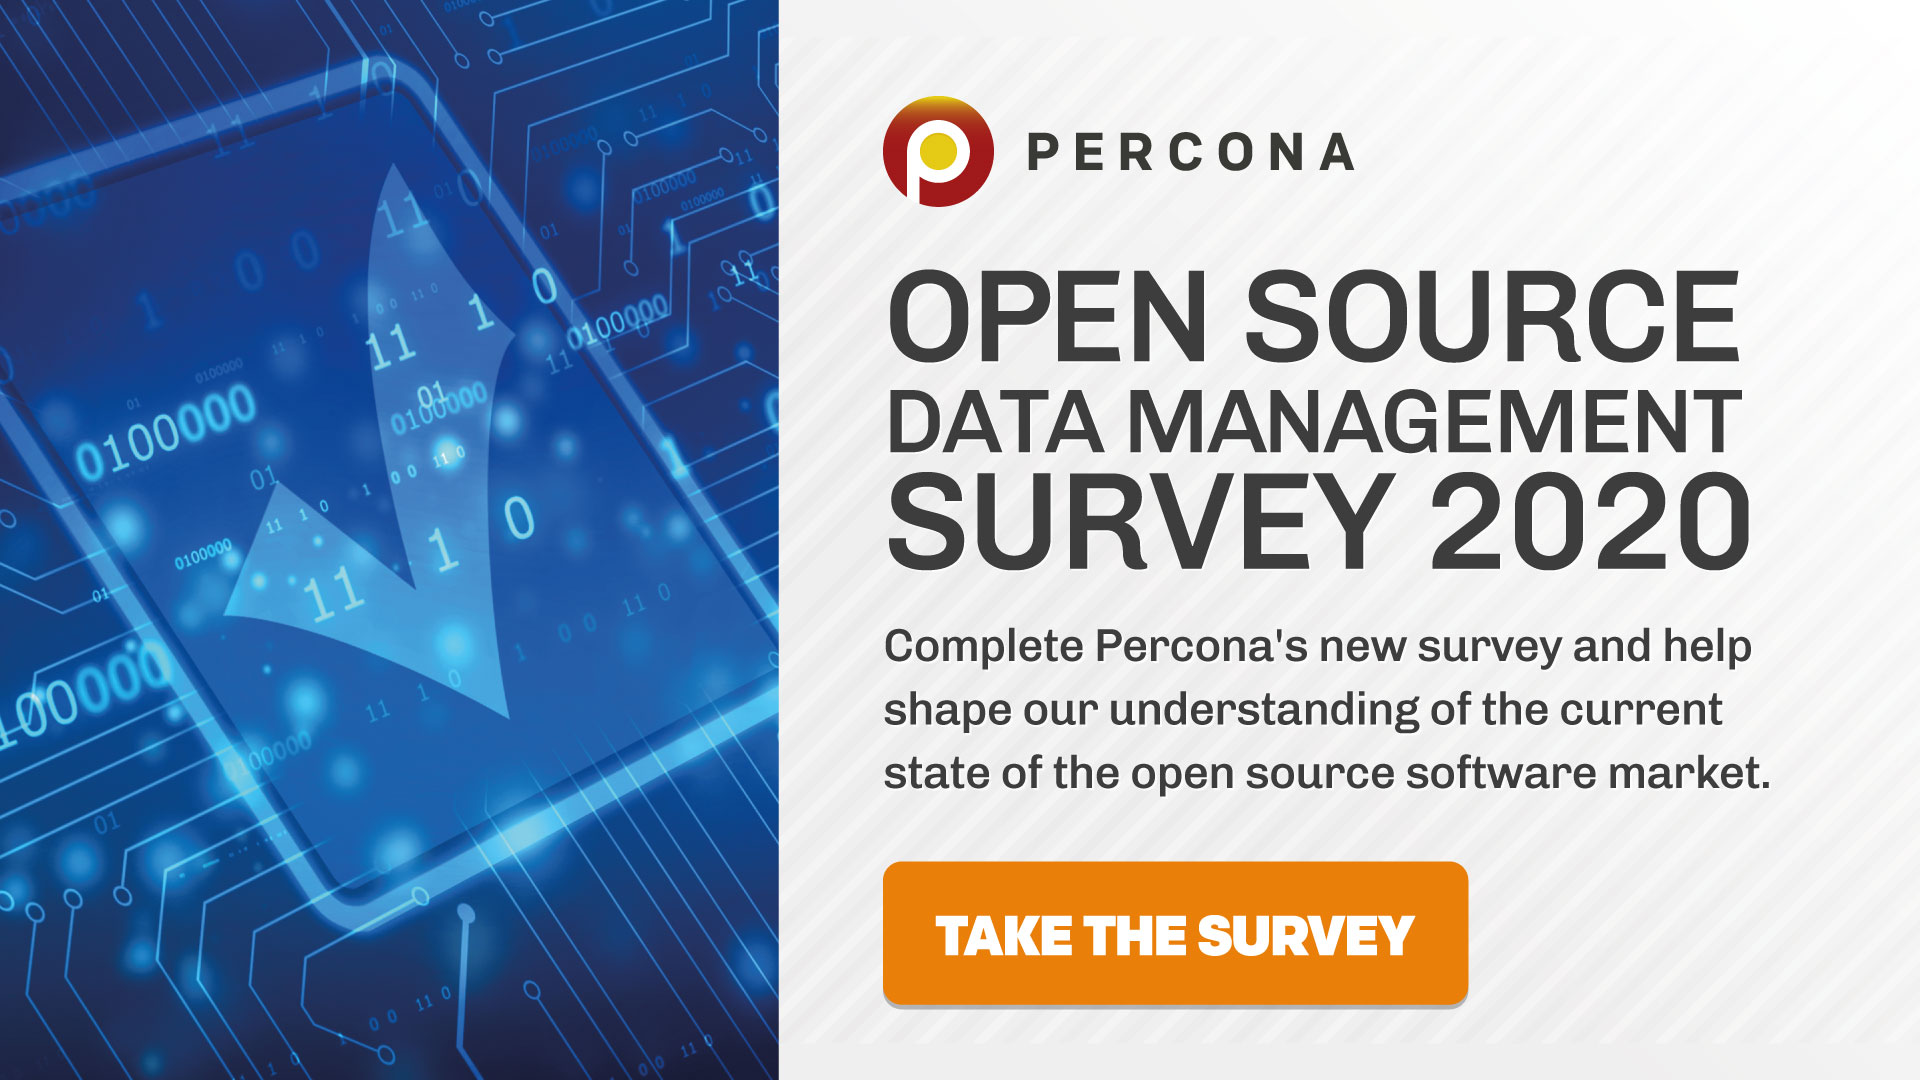 PERCONA
OPEN SOURCE
DATA MANAGEMENT
SURVEY 2020
Complete Percona's new survey and help
shape our understanding of the current
state of the open source software market.
TAKE THE SURVEY